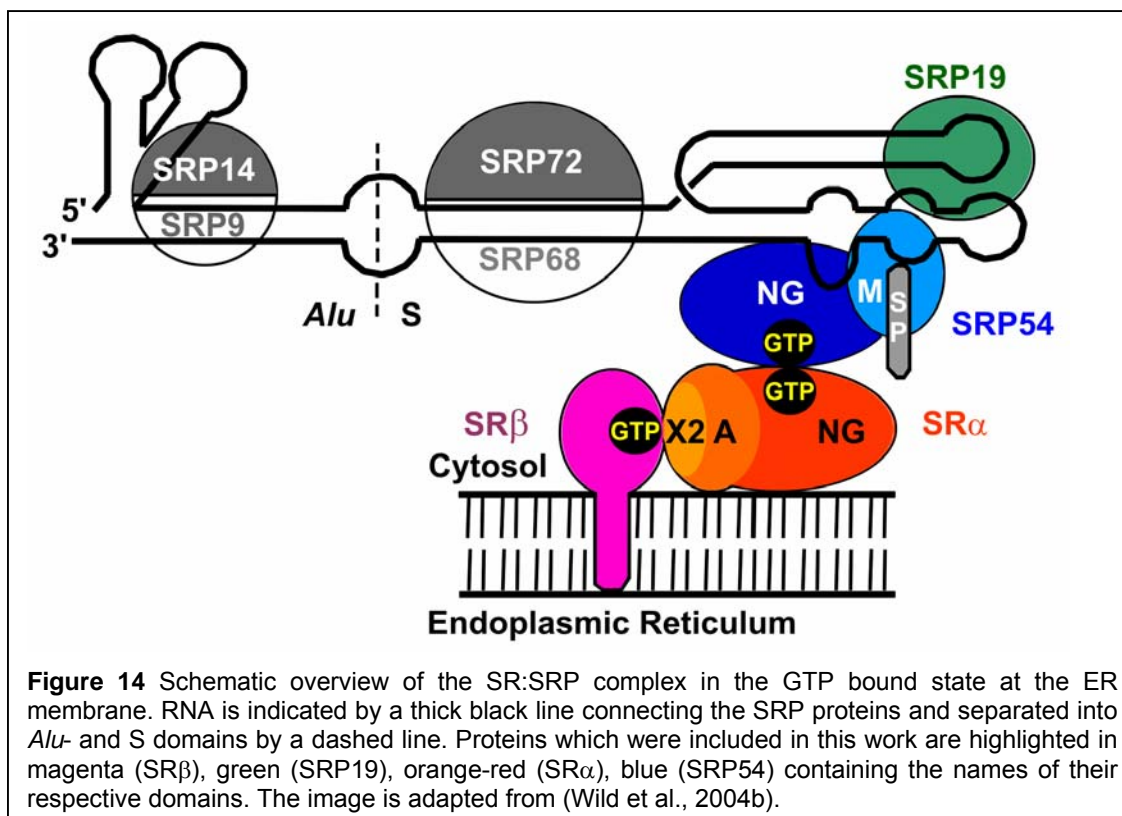 SRP19
SRP14
SRP72
5'
SRP9
3'
SRP68
Alu
S
NG
M
SP
SRP54
GTP
GTP
SRβ
GTP
X2
A
NG
SRα
Cytosol
Endoplasmic Reticulum
Figure 14 Schematic overview of the SR:SRP complex in the GTP bound state at the ER
membrane. RNA is indicated by a thick black line connecting the SRP proteins and separated into
Alu- and S domains by a dashed line. Proteins which were included in this work are highlighted in
magenta (SRβ), green (SRP19), orange-red (SRα), blue (SRP54) containing the names of their
respective domains. The image is adapted from (Wild et al., 2004b).